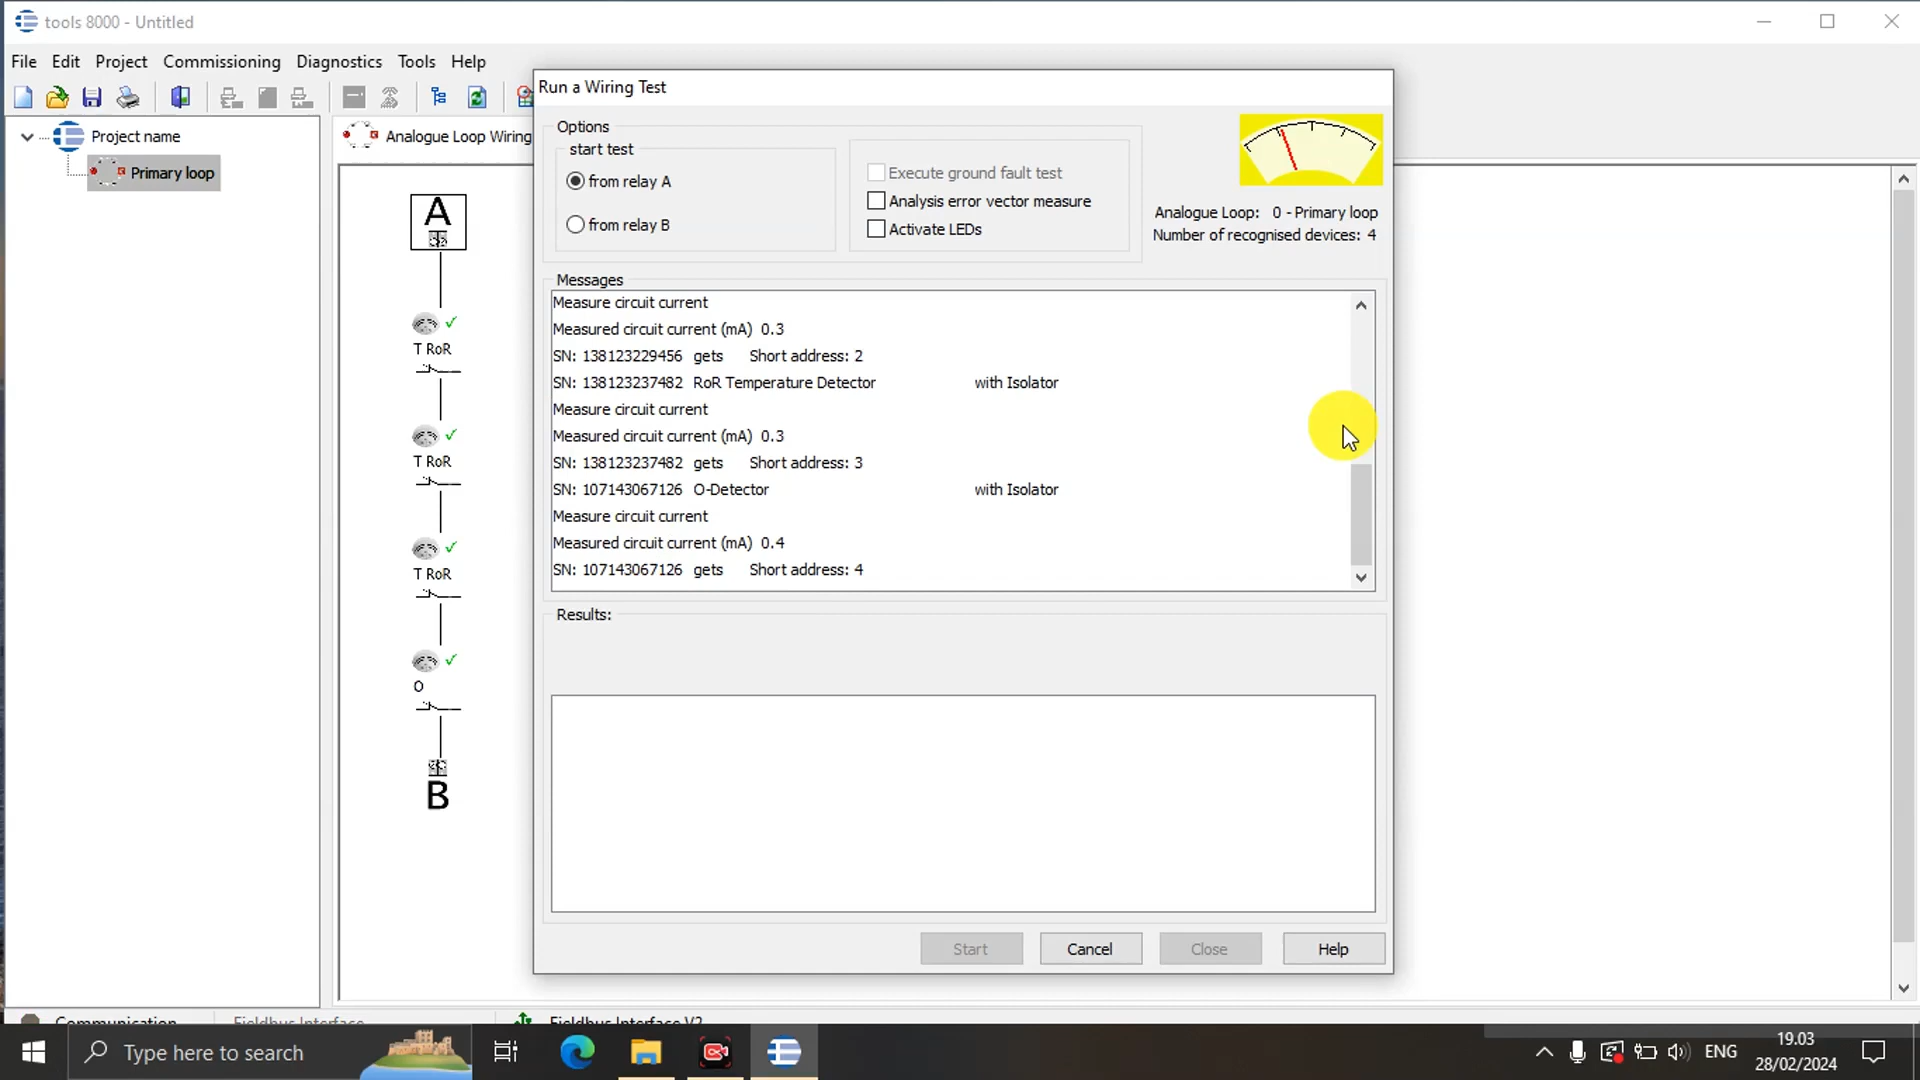 tools 8000 - Untitled
File Edit Project Commissioning Diagnostics Tools Help
Project name
Primary loop
Analogue Loop Wiring
A
T RoR
T RoR
T RoR
O
B
Run a Wiring Test
Options
start test
from relay A
from relay B
Execute ground fault test
Analysis error vector measure
Activate LEDs
Analogue Loop: 0 - Primary loop
Number of recognised devices: 4
Messages
Measure circuit current
Measured circuit current (mA) 0.3
SN: 138123229456 gets Short address: 2
SN: 138123237482 RoR Temperature Detector with Isolator
Measure circuit current
Measured circuit current (mA) 0.3
SN: 138123237482 gets Short address: 3
SN: 107143067126 O-Detector with Isolator
Measure circuit current
Measured circuit current (mA) 0.4
SN: 107143067126 gets Short address: 4
Results:
Start Cancel Close Help
Communication Fieldbus Interface Fieldbus Interface V2
Type here to search
ENG
19.03
28/02/2024